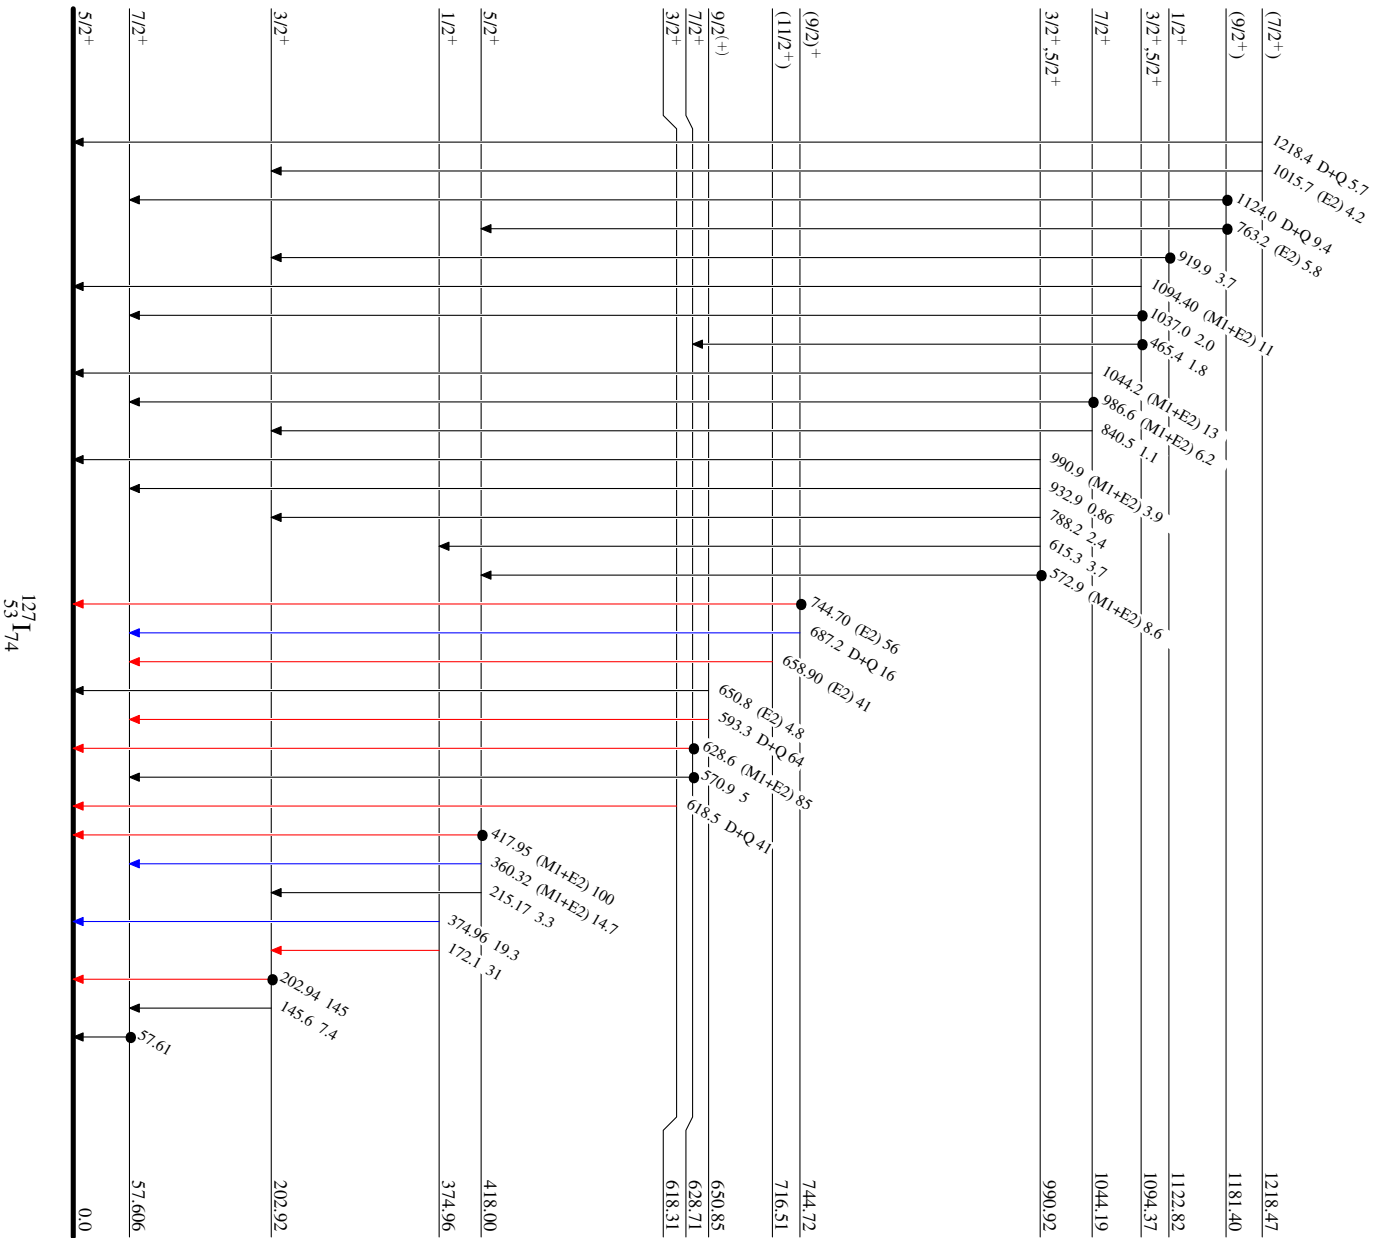 (7/2+)
(9/2+)
1/2+
3/2+,5/2+
7/2+
3/2+,5/2+
(9/2)+
(11/2+)
9/2(+)
7/2+
3/2+
5/2+
1/2+
3/2+
7/2+
5/2+
1218.4 D+Q 5.7
1015.7 (E2) 4.2
1124.0 D+Q 9.4
763.2 (E2) 5.8
919.9 3.7
1094.40 (M1+E2) 11
1037.0 2.0
465.4 1.8
1044.2 (M1+E2) 13
986.6 (M1+E2) 6.2
840.5 1.1
990.9 (M1+E2) 3.9
932.9 0.86
788.2 2.4
615.3 3.7
572.9 (M1+E2) 8.6
744.70 (E2) 56
687.2 D+Q 16
658.90 (E2) 41
650.8 (E2) 4.8
593.3 D+Q 64
628.6 (M1+E2) 85
570.9 5
618.5 D+Q 41
417.95 (M1+E2) 100
360.32 (M1+E2) 14.7
215.17 3.3
374.96 19.3
172.1 31
202.94 145
145.6 7.4
57.61
1218.47
1181.40
1122.82
1094.37
1044.19
990.92
744.72
716.51
650.85
628.71
618.31
418.00
374.96
202.92
57.606
0.0
127
53I74